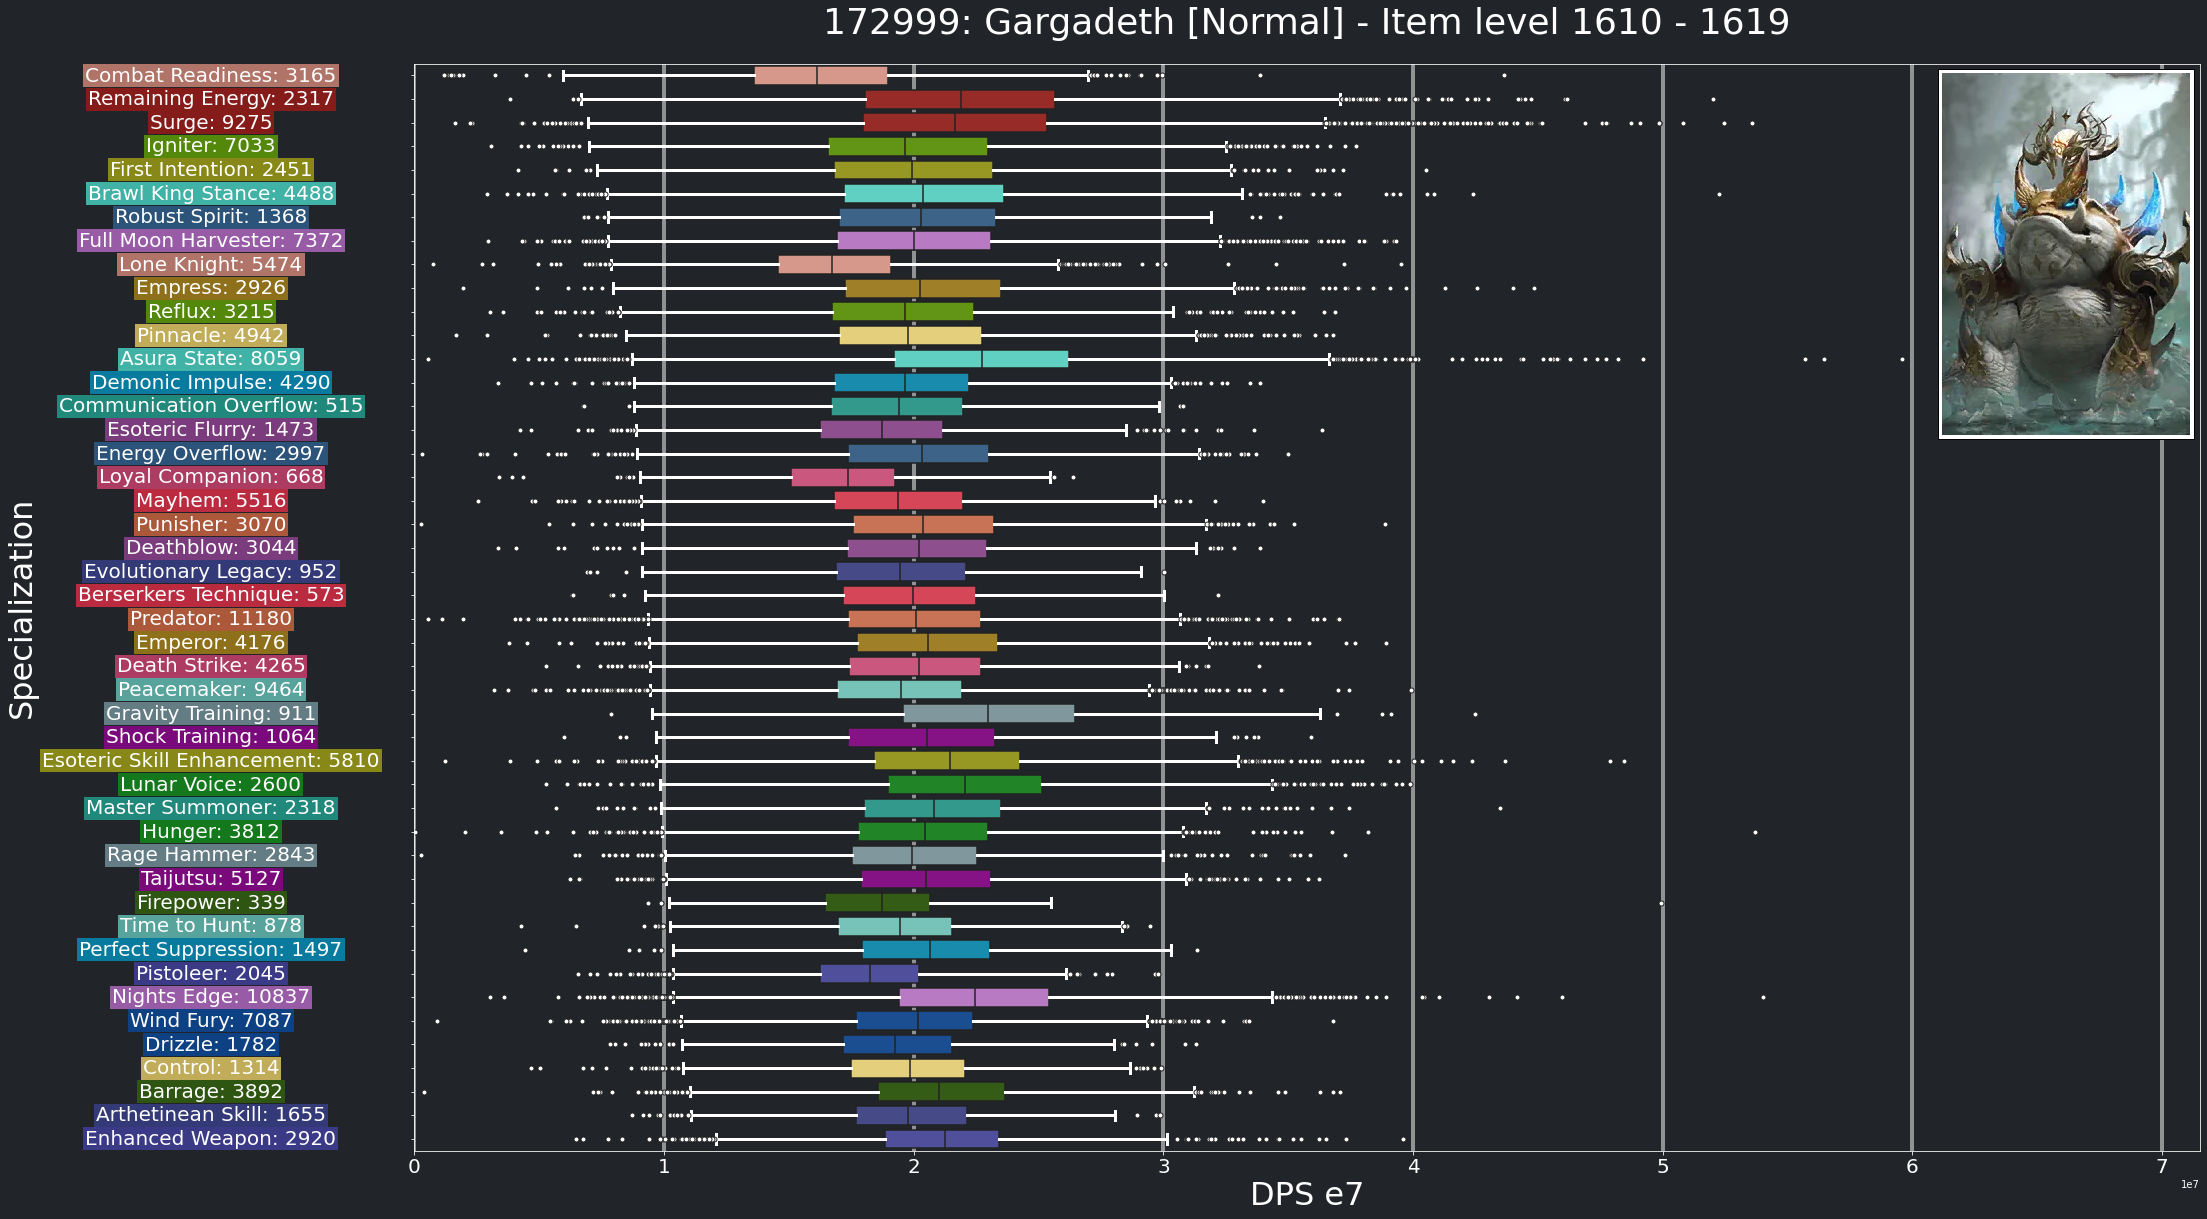 172999: Gargadeth [Normal] - Item level 1610 - 1619
Combat Readiness: 3165
Remaining Energy: 2317
Surge: 9275
Igniter: 7033
First Intention: 2451
Brawl King Stance: 4488
Robust Spirit: 1368
Full Moon Harvester: 7372
Lone Knight: 5474
Empress: 2926
Reflux: 3215
Pinnacle: 4942
Asura State: 8059
Demonic Impulse: 4290
Communication Overflow: 515
Esoteric Flurry: 1473
Energy Overflow: 2997
Loyal Companion: 668
Mayhem: 5516
Punisher: 3070
Deathblow: 3044
Evolutionary Legacy: 952
Berserkers Technique: 573
Predator: 11180
Emperor: 4176
Death Strike: 4265
Peacemaker: 9464
Gravity Training: 911
Shock Training: 1064
Esoteric Skill Enhancement: 5810
Lunar Voice: 2600
Master Summoner: 2318
Hunger: 3812
Rage Hammer: 2843
Taijutsu: 5127
Firepower: 339
Time to Hunt: 878
Perfect Suppression: 1497
Pistoleer: 2045
Nights Edge: 10837
Wind Fury: 7087
Drizzle: 1782
Control: 1314
Barrage: 3892
Arthetinean Skill: 1655
Enhanced Weapon: 2920
Specialization
0 1 2 3 4 5 6 7
DPS e7
1e7